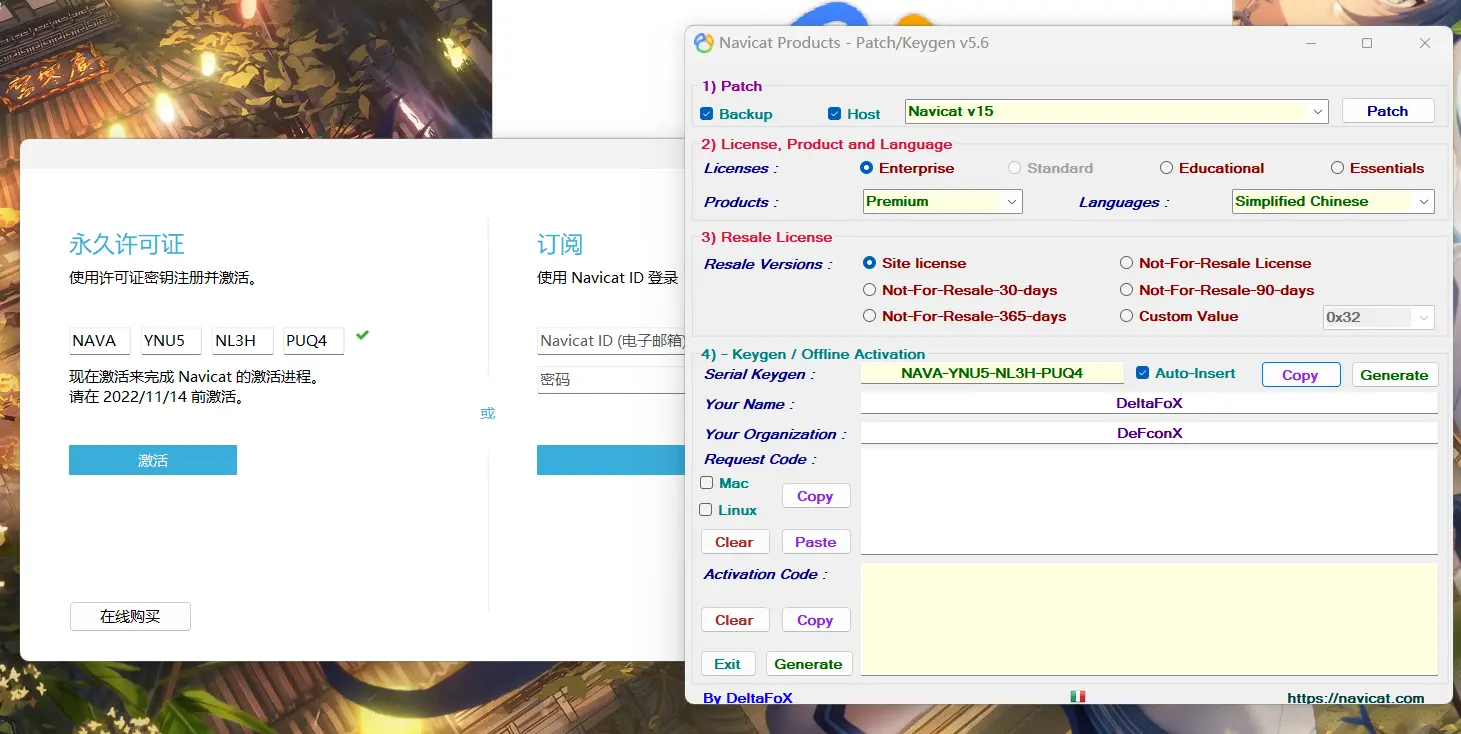 Navicat Products - Patch/Keygen v5.6
1) Patch
Backup
Host
Navicat v15
Patch
2) License, Product and Language
Licenses :
Enterprise
Standard
Educational
Essentials
Products :
Premium
Languages :
Simplified Chinese
3) Resale License
Resale Versions :
Site license
Not-For-Resale License
Not-For-Resale-30-days
Not-For-Resale-90-days
Not-For-Resale-365-days
Custom Value
0x32
4) - Keygen / Offline Activation
Serial Keygen :
NAVA-YNU5-NL3H-PUQ4
Auto-Insert
Copy
Generate
Your Name :
DeltaFoX
Your Organization :
DeFconX
Request Code :
Mac
Linux
Copy
Clear
Paste
Activation Code :
Clear
Copy
Exit
Generate
By DeltaFoX
https://navicat.com
永久许可证
使用许可证密钥注册并激活。
NAVA
YNU5
NL3H
PUQ4
现在激活来完成 Navicat 的激活进程。
请在 2022/11/14 前激活。
激活
在线购买
或
订阅
使用 Navicat ID 登录
Navicat ID (电子邮箱)
密码